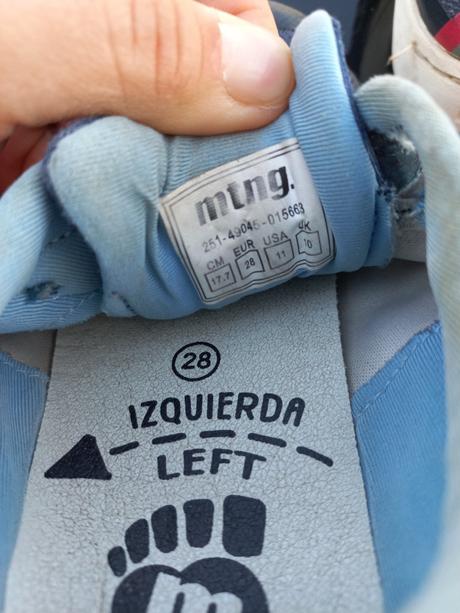 mtng.
251-49045-015663
CM EUR USA UK
17.7 28 11 10
28
IZQUIERDA
LEFT
m